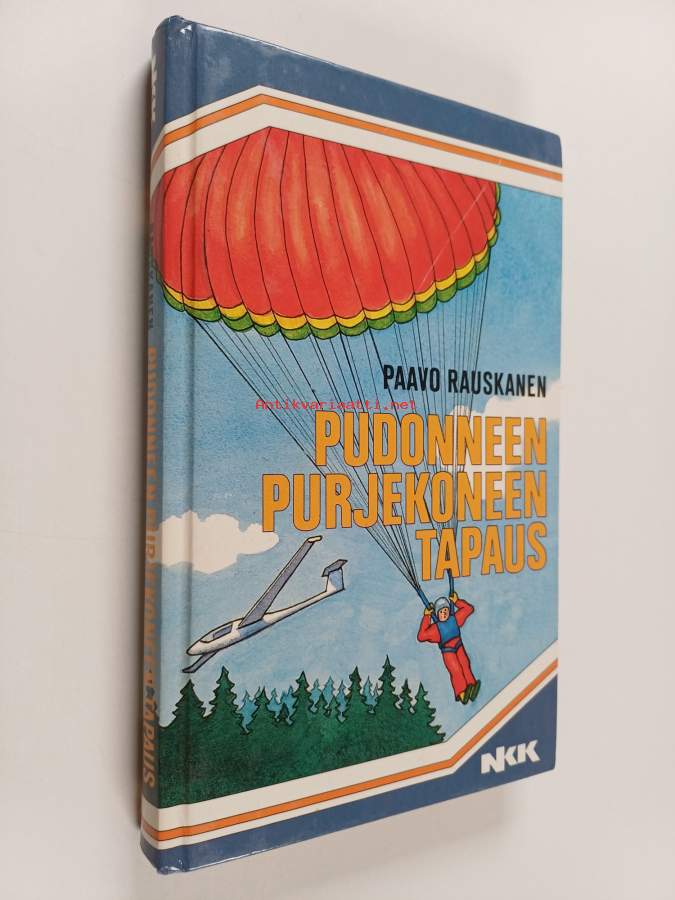 PAAVO RAUSKANEN
Antikvariaatti.net
PUDONNEEN
PURJEKONEEN
TAPAUS
NKK
PUDONNEEN PURJEKONEEN TAPAUS